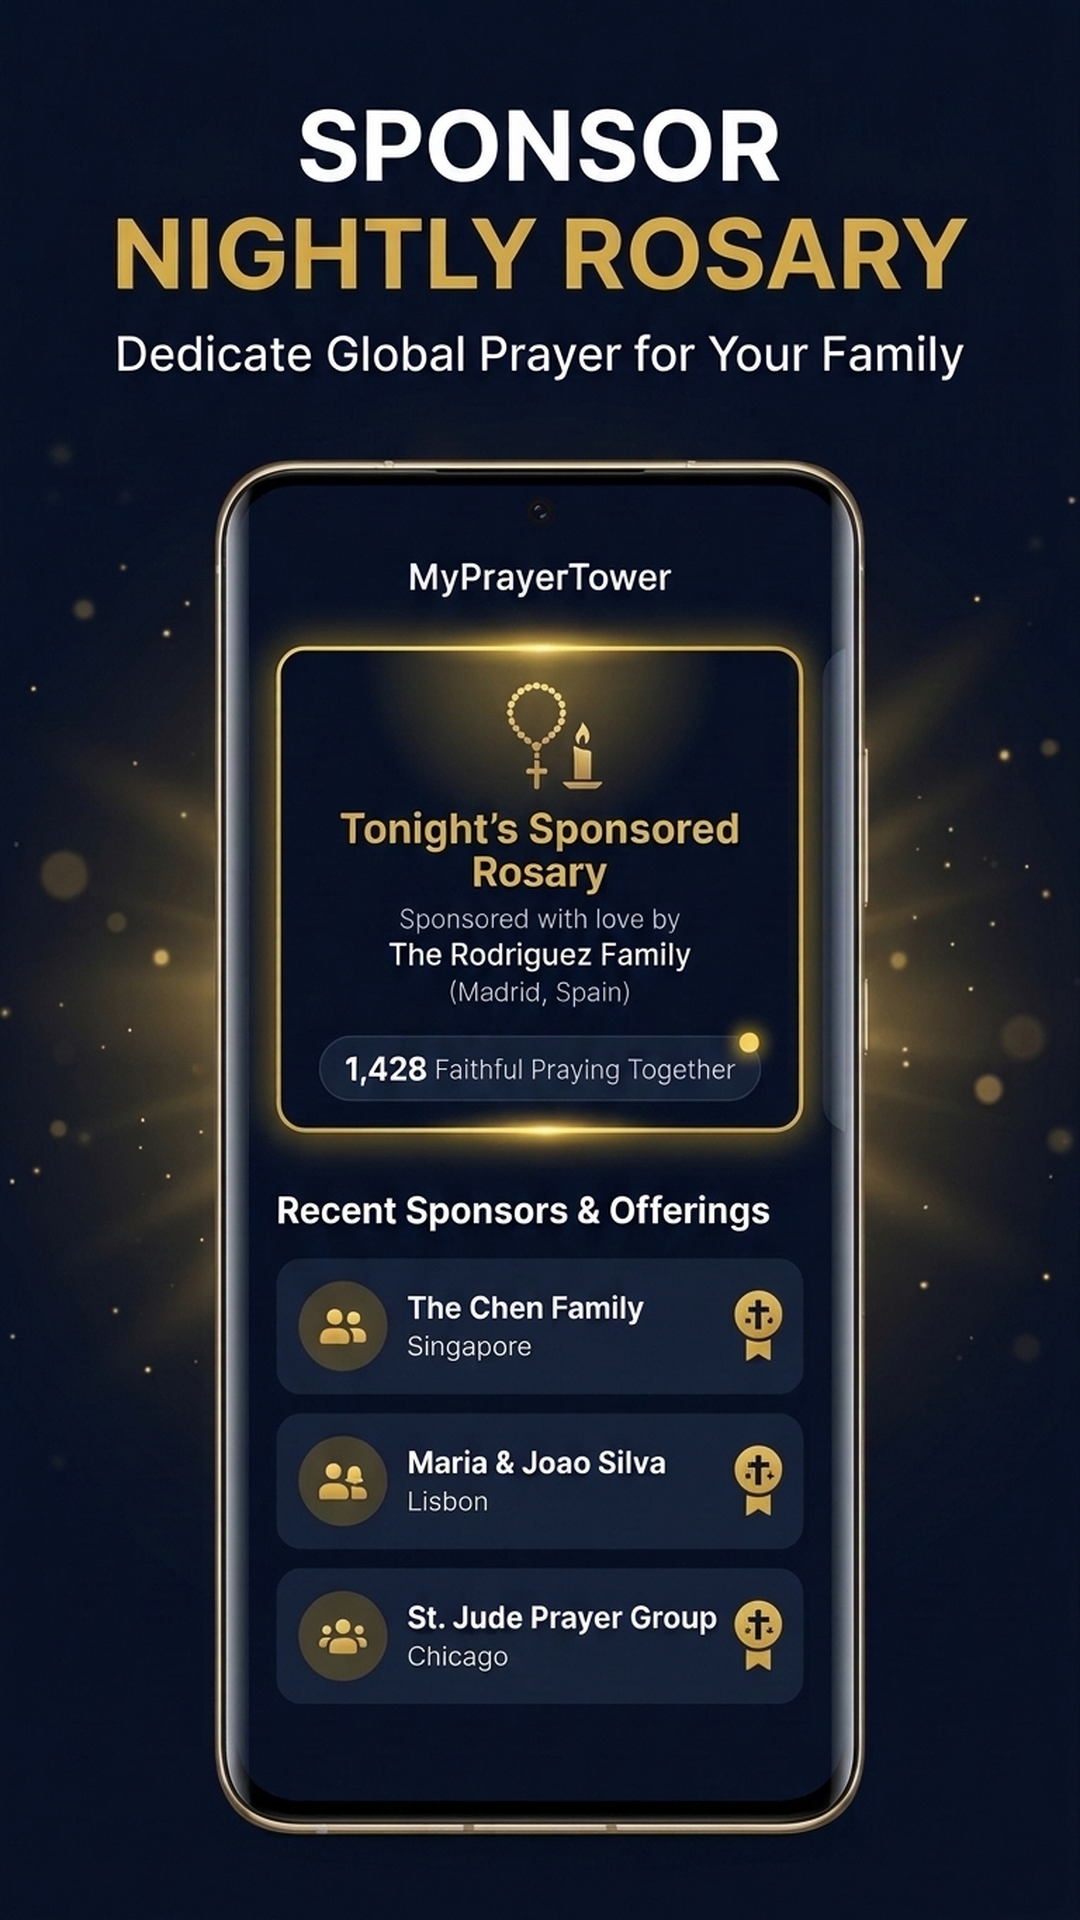 SPONSOR
NIGHTLY ROSARY
Dedicate Global Prayer for Your Family
MyPrayerTower
Tonight’s Sponsored
Rosary
Sponsored with love by
The Rodriguez Family
(Madrid, Spain)
1,428 Faithful Praying Together
Recent Sponsors & Offerings
The Chen Family
Singapore
Maria & Joao Silva
Lisbon
St. Jude Prayer Group
Chicago